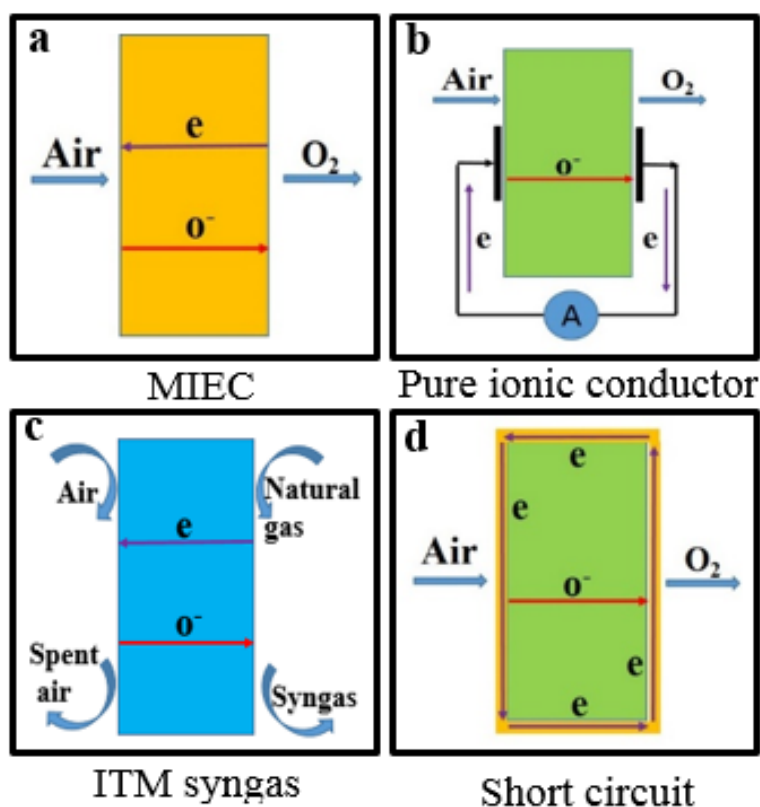 a
e
Air
O₂
o⁻
MIEC
b
Air
O₂
o⁻
e
e
A
Pure ionic conductor
c
Air
Natural
gas
e
o⁻
Spent
air
Syngas
ITM syngas
d
e
e
Air
O₂
o⁻
e
e
Short circuit